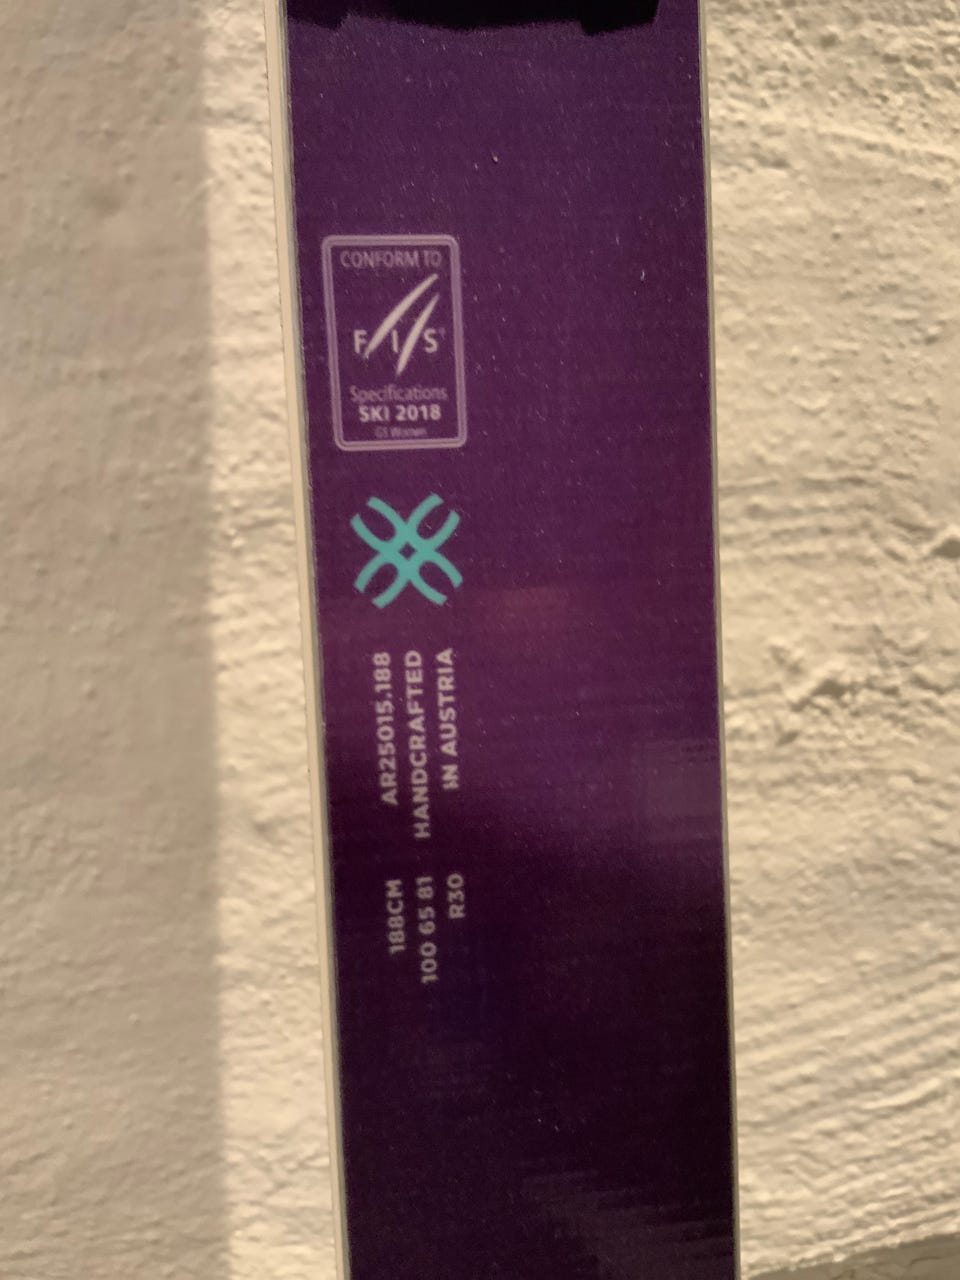 CONFORM TO
FIS
Specifications
SKI 2018
GS Women
188CM AR25015.188
100 65 81 HANDCRAFTED
R30 IN AUSTRIA